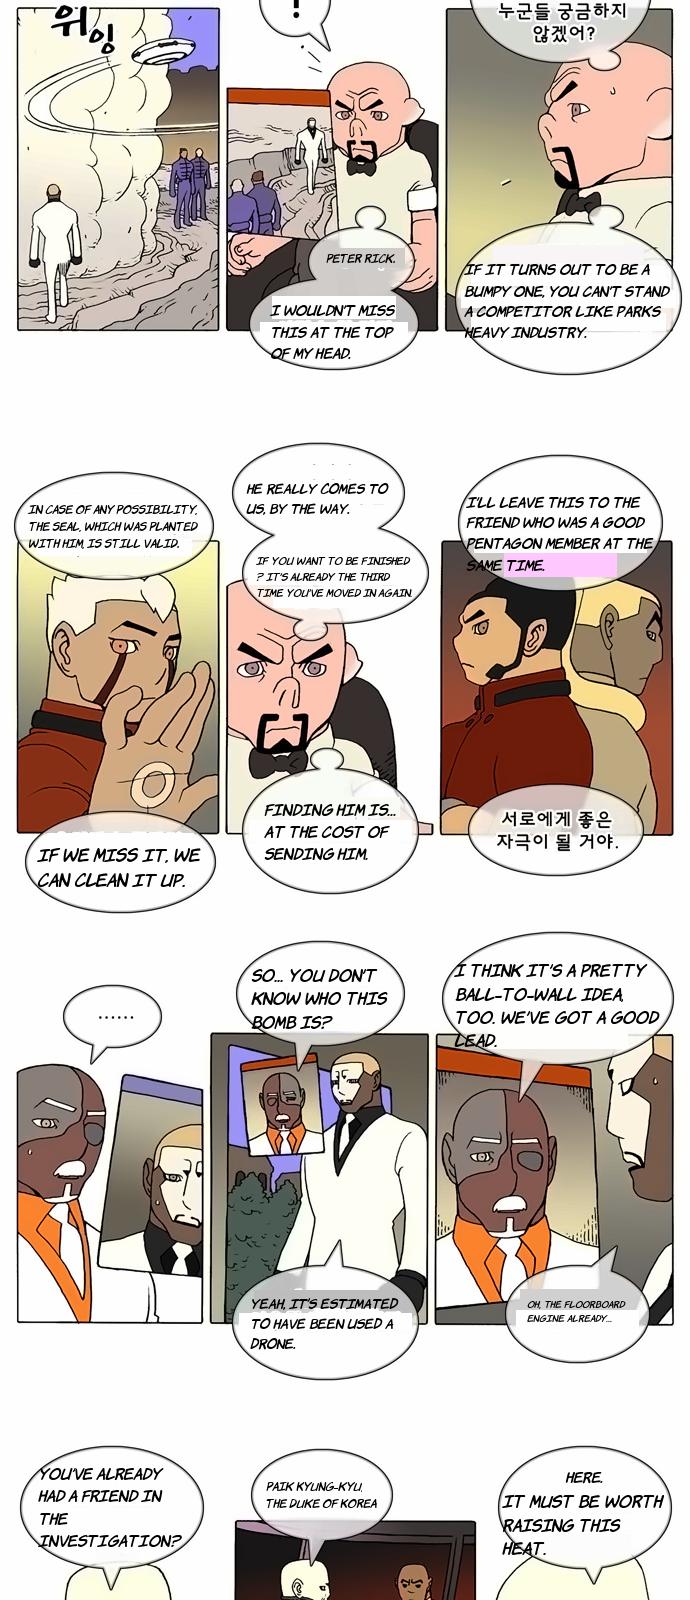 위잉
!
누군들 궁금하지
않겠어?
PETER RICK.
I WOULDN'T MISS
THIS AT THE TOP
OF MY HEAD.
IF IT TURNS OUT TO BE A
BUMPY ONE, YOU CAN'T STAND
A COMPETITOR LIKE PARKS
HEAVY INDUSTRY.
IN CASE OF ANY POSSIBILITY,
THE SEAL, WHICH WAS PLANTED
WITH HIM, IS STILL VALID.
IF WE MISS IT, WE
CAN CLEAN IT UP.
HE REALLY COMES TO
US, BY THE WAY.
IF YOU WANT TO BE FINISHED
? IT'S ALREADY THE THIRD
TIME YOU'VE MOVED IN AGAIN.
FINDING HIM IS...
AT THE COST OF
SENDING HIM.
I'LL LEAVE THIS TO THE
FRIEND WHO WAS A GOOD
PENTAGON MEMBER AT THE
SAME TIME.
서로에게 좋은
자극이 될 거야.
......
SO... YOU DON'T
KNOW WHO THIS
BOMB IS?
YEAH, IT'S ESTIMATED
TO HAVE BEEN USED A
DRONE.
I THINK IT'S A PRETTY
BALL-TO-WALL IDEA,
TOO. WE'VE GOT A GOOD
LEAD.
OH, THE FLOORBOARD
ENGINE ALREADY...
YOU'VE ALREADY
HAD A FRIEND IN
THE
INVESTIGATION?
PAIK KYUNG-KYU,
THE DUKE OF KOREA
HERE.
IT MUST BE WORTH
RAISING THIS
HEAT.